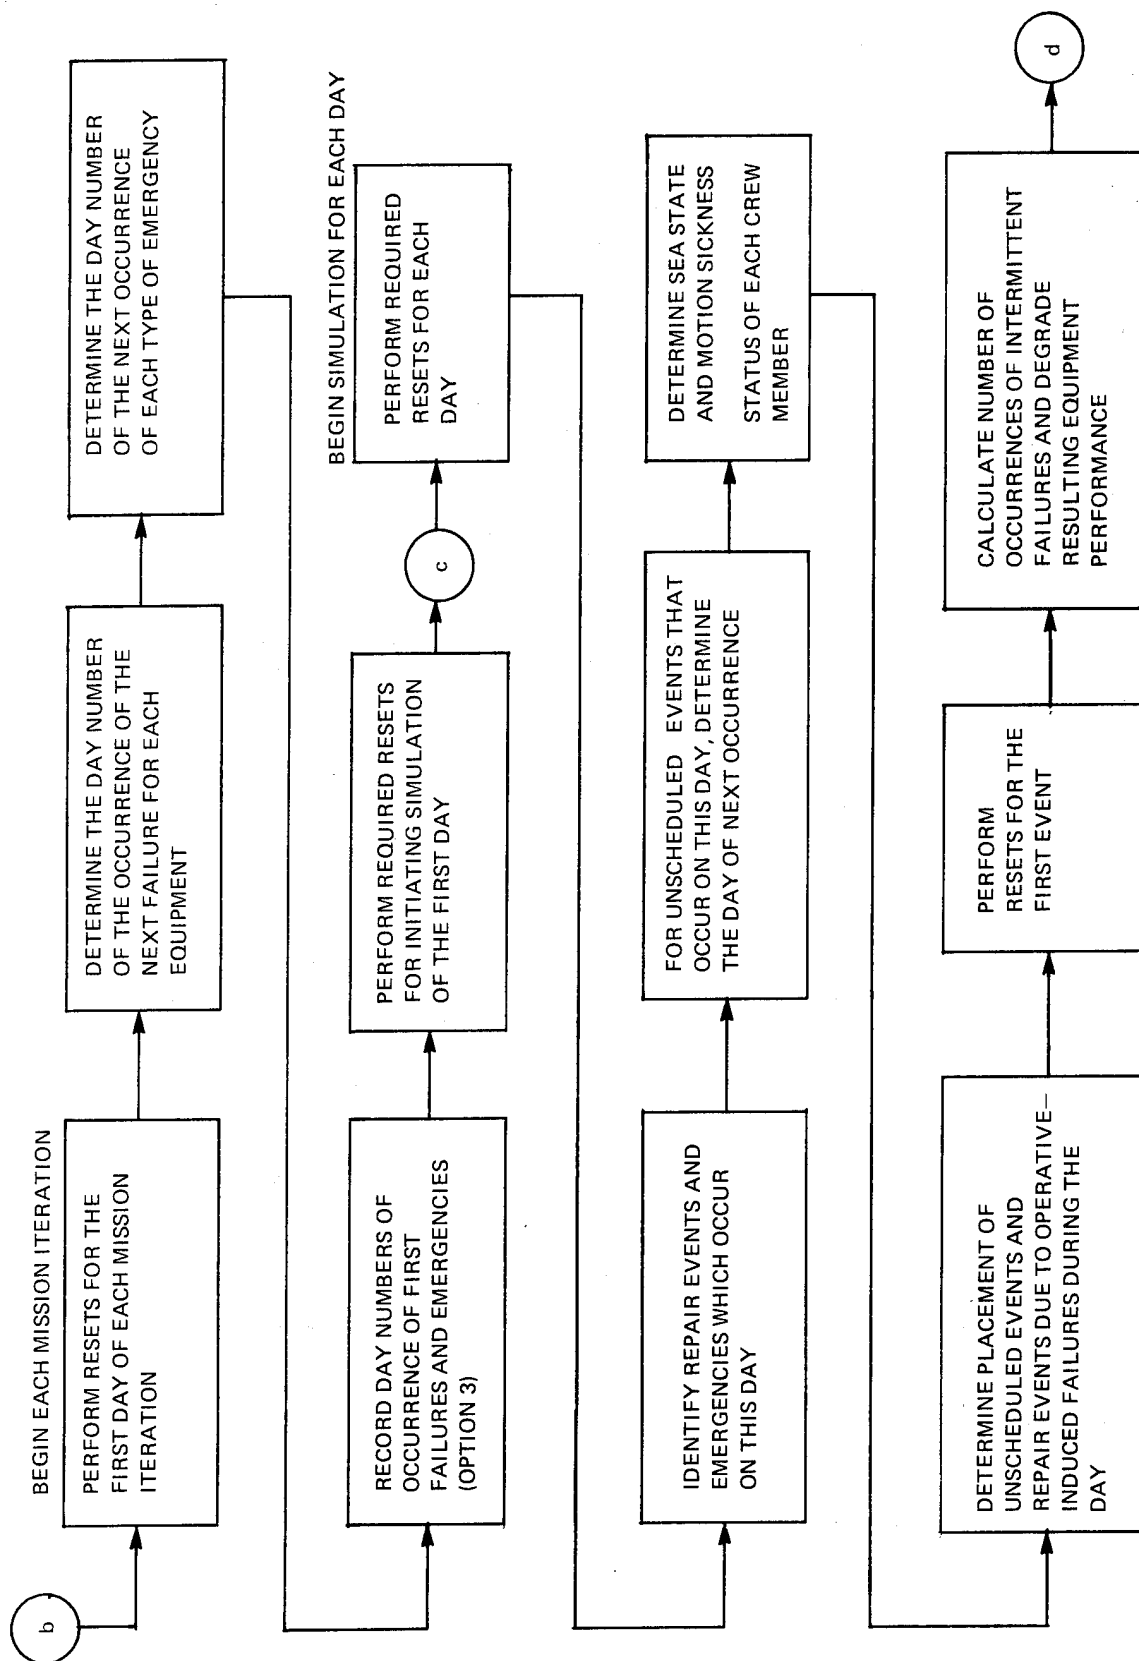 b
BEGIN EACH MISSION ITERATION
PERFORM RESETS FOR THE
FIRST DAY OF EACH MISSION
ITERATION
DETERMINE THE DAY NUMBER
OF THE OCCURRENCE OF THE
NEXT FAILURE FOR EACH
EQUIPMENT
DETERMINE THE DAY NUMBER
OF THE NEXT OCCURRENCE
OF EACH TYPE OF EMERGENCY
RECORD DAY NUMBERS OF
OCCURRENCE OF FIRST
FAILURES AND EMERGENCIES
(OPTION 3)
PERFORM REQUIRED RESETS
FOR INITIATING SIMULATION
OF THE FIRST DAY
c
BEGIN SIMULATION FOR EACH DAY
PERFORM REQUIRED
RESETS FOR EACH
DAY
IDENTIFY REPAIR EVENTS AND
EMERGENCIES WHICH OCCUR
ON THIS DAY
FOR UNSCHEDULED EVENTS THAT
OCCUR ON THIS DAY, DETERMINE
THE DAY OF NEXT OCCURRENCE
DETERMINE SEA STATE
AND MOTION SICKNESS
STATUS OF EACH CREW
MEMBER
DETERMINE PLACEMENT OF
UNSCHEDULED EVENTS AND
REPAIR EVENTS DUE TO OPERATIVE—
INDUCED FAILURES DURING THE
DAY
PERFORM
RESETS FOR THE
FIRST EVENT
CALCULATE NUMBER OF
OCCURRENCES OF INTERMITTENT
FAILURES AND DEGRADE
RESULTING EQUIPMENT
PERFORMANCE
d